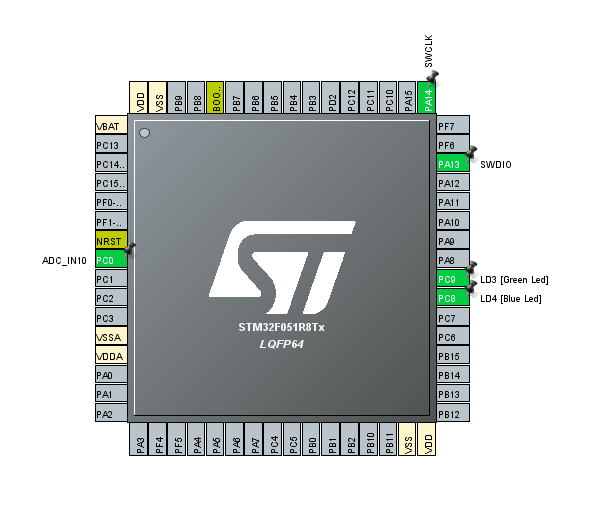 SWCLK
VDD
VSS
PB9
PB8
BOO..
PB7
PB6
PB5
PB4
PB3
PD2
PC12
PC11
PC10
PA15
PA14
VBAT
PC13
PC14..
PC15..
PF0-..
PF1-..
NRST
ADC_IN10 PC0
PC1
PC2
PC3
VSSA
VDDA
PA0
PA1
PA2
PF7
PF6
PA13 SWDIO
PA12
PA11
PA10
PA9
PA8
PC9 LD3 [Green Led]
PC8 LD4 [Blue Led]
PC7
PC6
PB15
PB14
PB13
PB12
ST
STM32F051R8Tx
LQFP64
PA3
PF4
PF5
PA4
PA5
PA6
PA7
PC4
PC5
PB0
PB1
PB2
PB10
PB11
VSS
VDD